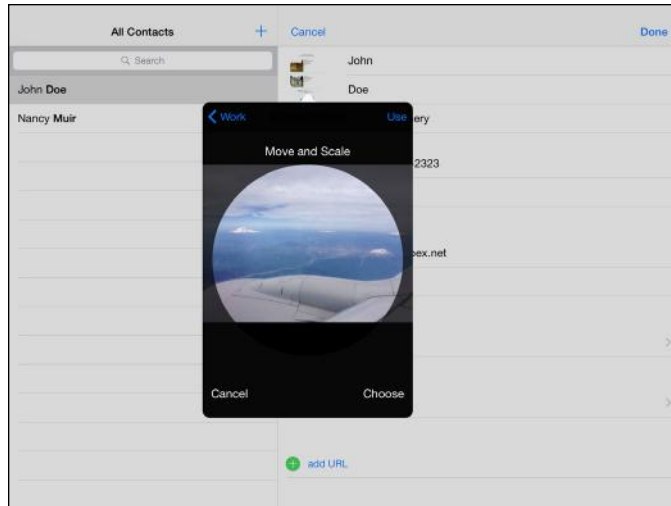 All Contacts
+
Cancel
Done
Search
John
John Doe
Doe
Nancy Muir
Work
Use
ery
Move and Scale
2323
pex.net
Cancel
Choose
add URL